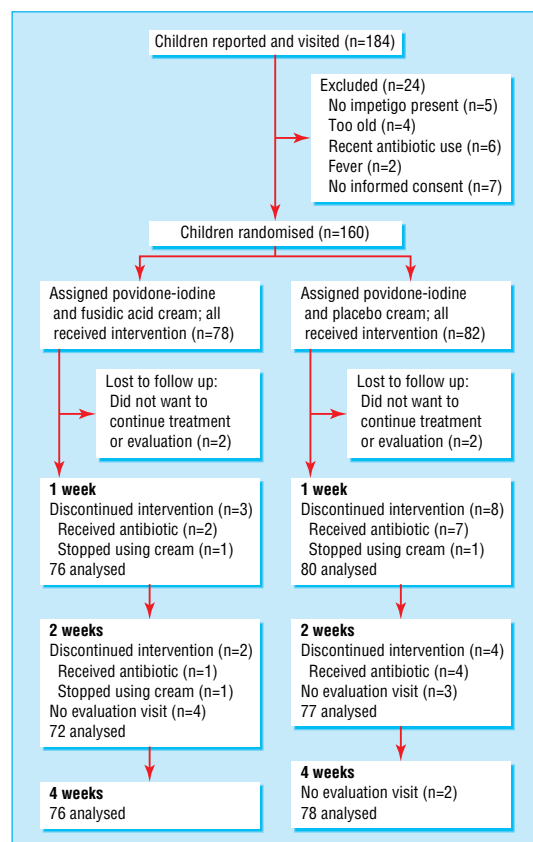 Children reported and visited (n=184)
Excluded (n=24)
No impetigo present (n=5)
Too old (n=4)
Recent antibiotic use (n=6)
Fever (n=2)
No informed consent (n=7)
Children randomised (n=160)
Assigned povidone-iodine
and fusidic acid cream; all
received intervention (n=78)
Assigned povidone-iodine
and placebo cream; all
received intervention (n=82)
Lost to follow up:
Did not want to
continue treatment
or evaluation (n=2)
Lost to follow up:
Did not want to
continue treatment
or evaluation (n=2)
1 week
Discontinued intervention (n=3)
Received antibiotic (n=2)
Stopped using cream (n=1)
76 analysed
1 week
Discontinued intervention (n=8)
Received antibiotic (n=7)
Stopped using cream (n=1)
80 analysed
2 weeks
Discontinued intervention (n=2)
Received antibiotic (n=1)
Stopped using cream (n=1)
No evaluation visit (n=4)
72 analysed
2 weeks
Discontinued intervention (n=4)
Received antibiotic (n=4)
No evaluation visit (n=3)
77 analysed
4 weeks
76 analysed
4 weeks
No evaluation visit (n=2)
78 analysed